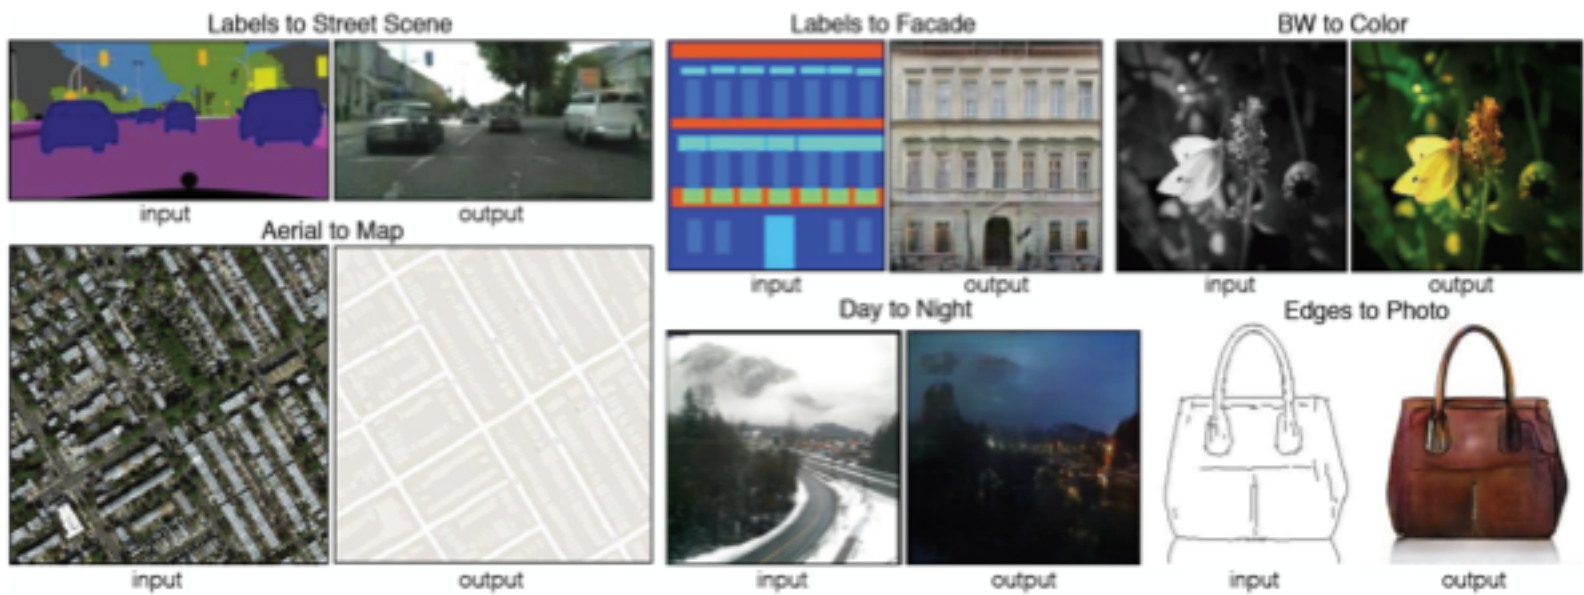 Labels to Street Scene
input
output
Aerial to Map
input
output
Labels to Facade
input
output
BW to Color
input
output
Day to Night
input
output
Edges to Photo
input
output